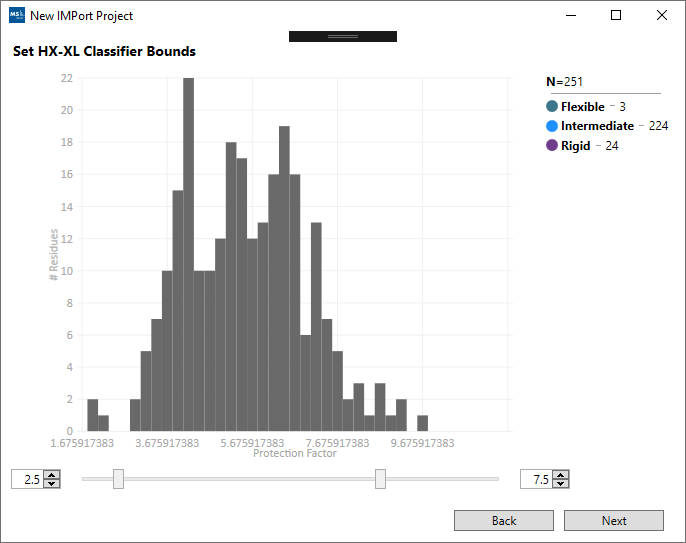 MS
New IMPort Project
Set HX-XL Classifier Bounds
N=251
Flexible - 3
Intermediate - 224
Rigid - 24
22
20
18
16
14
12
10
8
6
4
2
0
# Residues
1.675917383 3.675917383 5.675917383 7.675917383 9.675917383
Protection Factor
2.5 7.5
Back Next